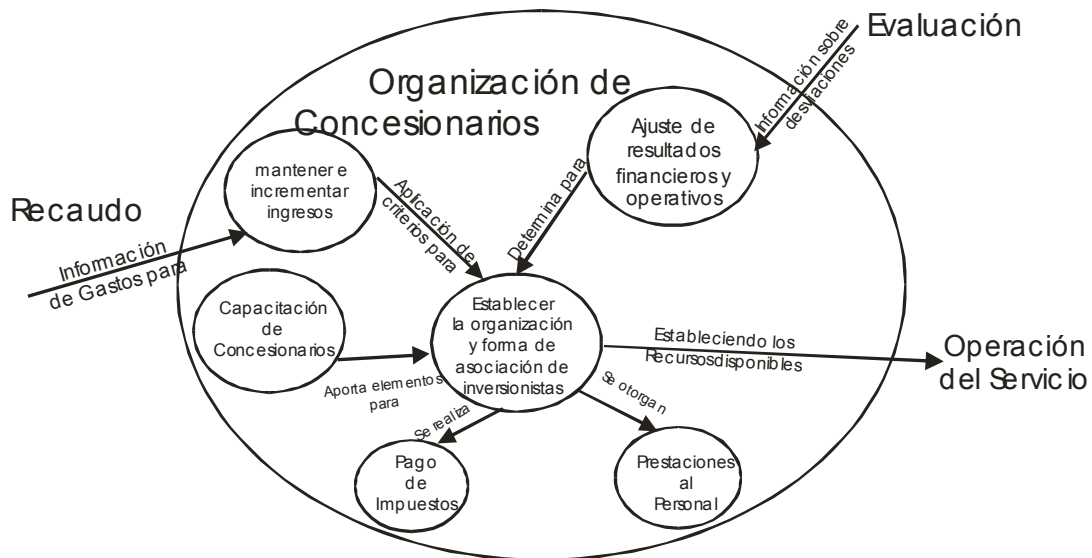 Evaluación
Información sobre
desviaciones
Organización de
Concesionarios
Ajuste de
resultados
financieros y
operativos
mantener e
incrementar
ingresos
Aplicación de
criterios para
Determina para
Recaudo
Información
de Gastos para
Capacitación
de
Concesionarios
Establecer
la organización
y forma de
asociación de
inversionistas
Estableciendo los
Recursos disponibles
Operación
del Servicio
Aporta elementos
para
Se realiza
Se otorgan
Pago
de
Impuestos
Prestaciones
al
Personal